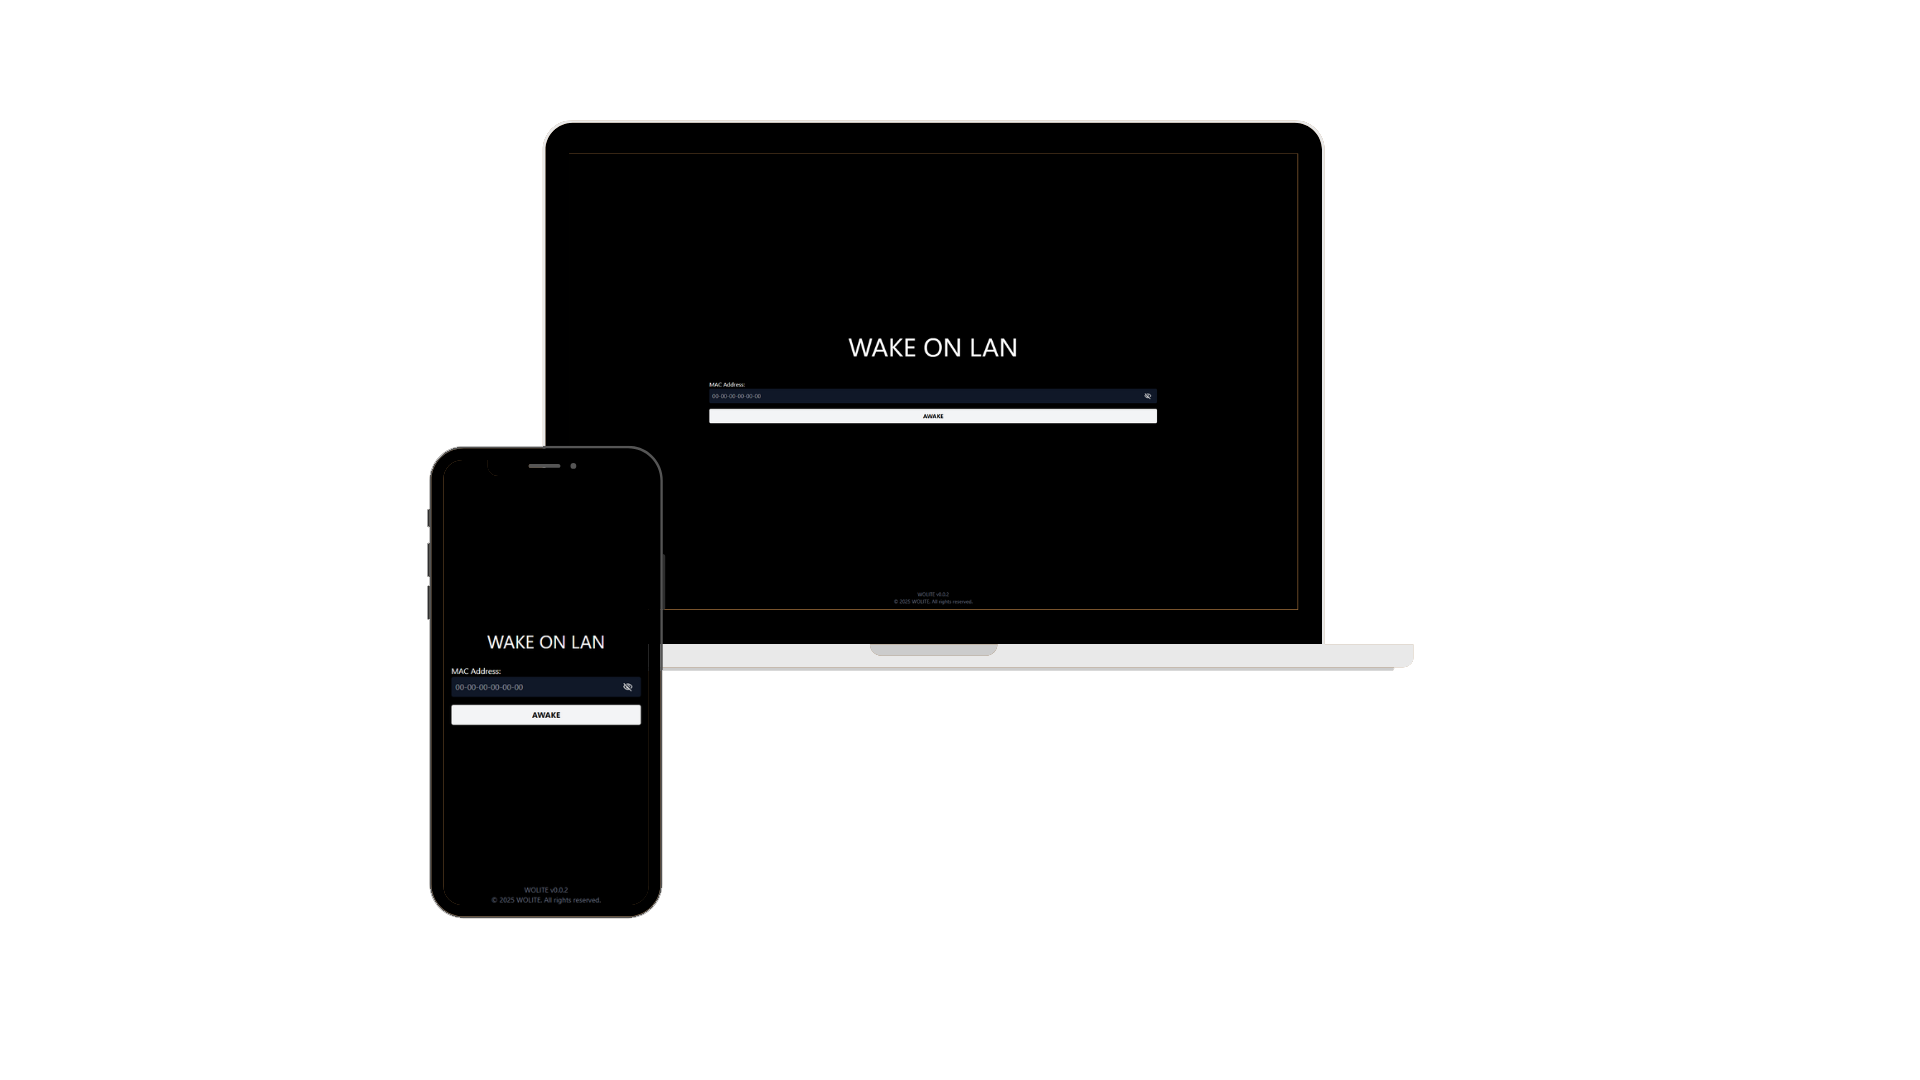 WAKE ON LAN
MAC Address:
00-00-00-00-00-00
AWAKE
WOLITE v0.0.2
© 2025 WOLITE. All rights reserved.
WAKE ON LAN
MAC Address:
00-00-00-00-00-00
AWAKE
WOLITE v0.0.2
© 2025 WOLITE. All rights reserved.